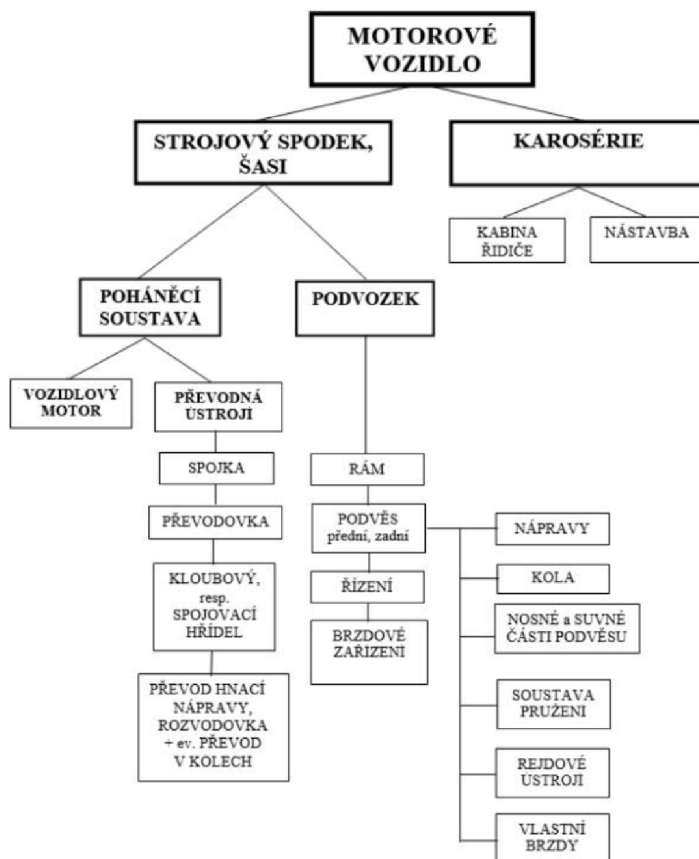 MOTOROVÉ
VOZIDLO
STROJOVÝ SPODEK,
ŠASI
KAROSÉRIE
KABINA
ŘIDIČE
NÁSTAVBA
POHÁNĚCÍ
SOUSTAVA
PODVOZEK
VOZIDLOVÝ
MOTOR
PŘEVODNÁ
ÚSTROJÍ
SPOJKA
PŘEVODOVKA
KLOUBOVÝ,
resp.
SPOJOVACÍ
HŘÍDEL
PŘEVOD HNACÍ
NÁPRAVY,
ROZVODOVKA
+ ev. PŘEVOD
V KOLECH
RÁM
PODVĚS
přední, zadní
ŘÍZENÍ
BRZDOVÉ
ZAŘÍZENÍ
NÁPRAVY
KOLA
NOSNÉ a SUVNÉ
ČÁSTI PODVĚSU
SOUSTAVA
PRUŽENÍ
REJDOVÉ
ÚSTROJÍ
VLASTNÍ
BRZDY